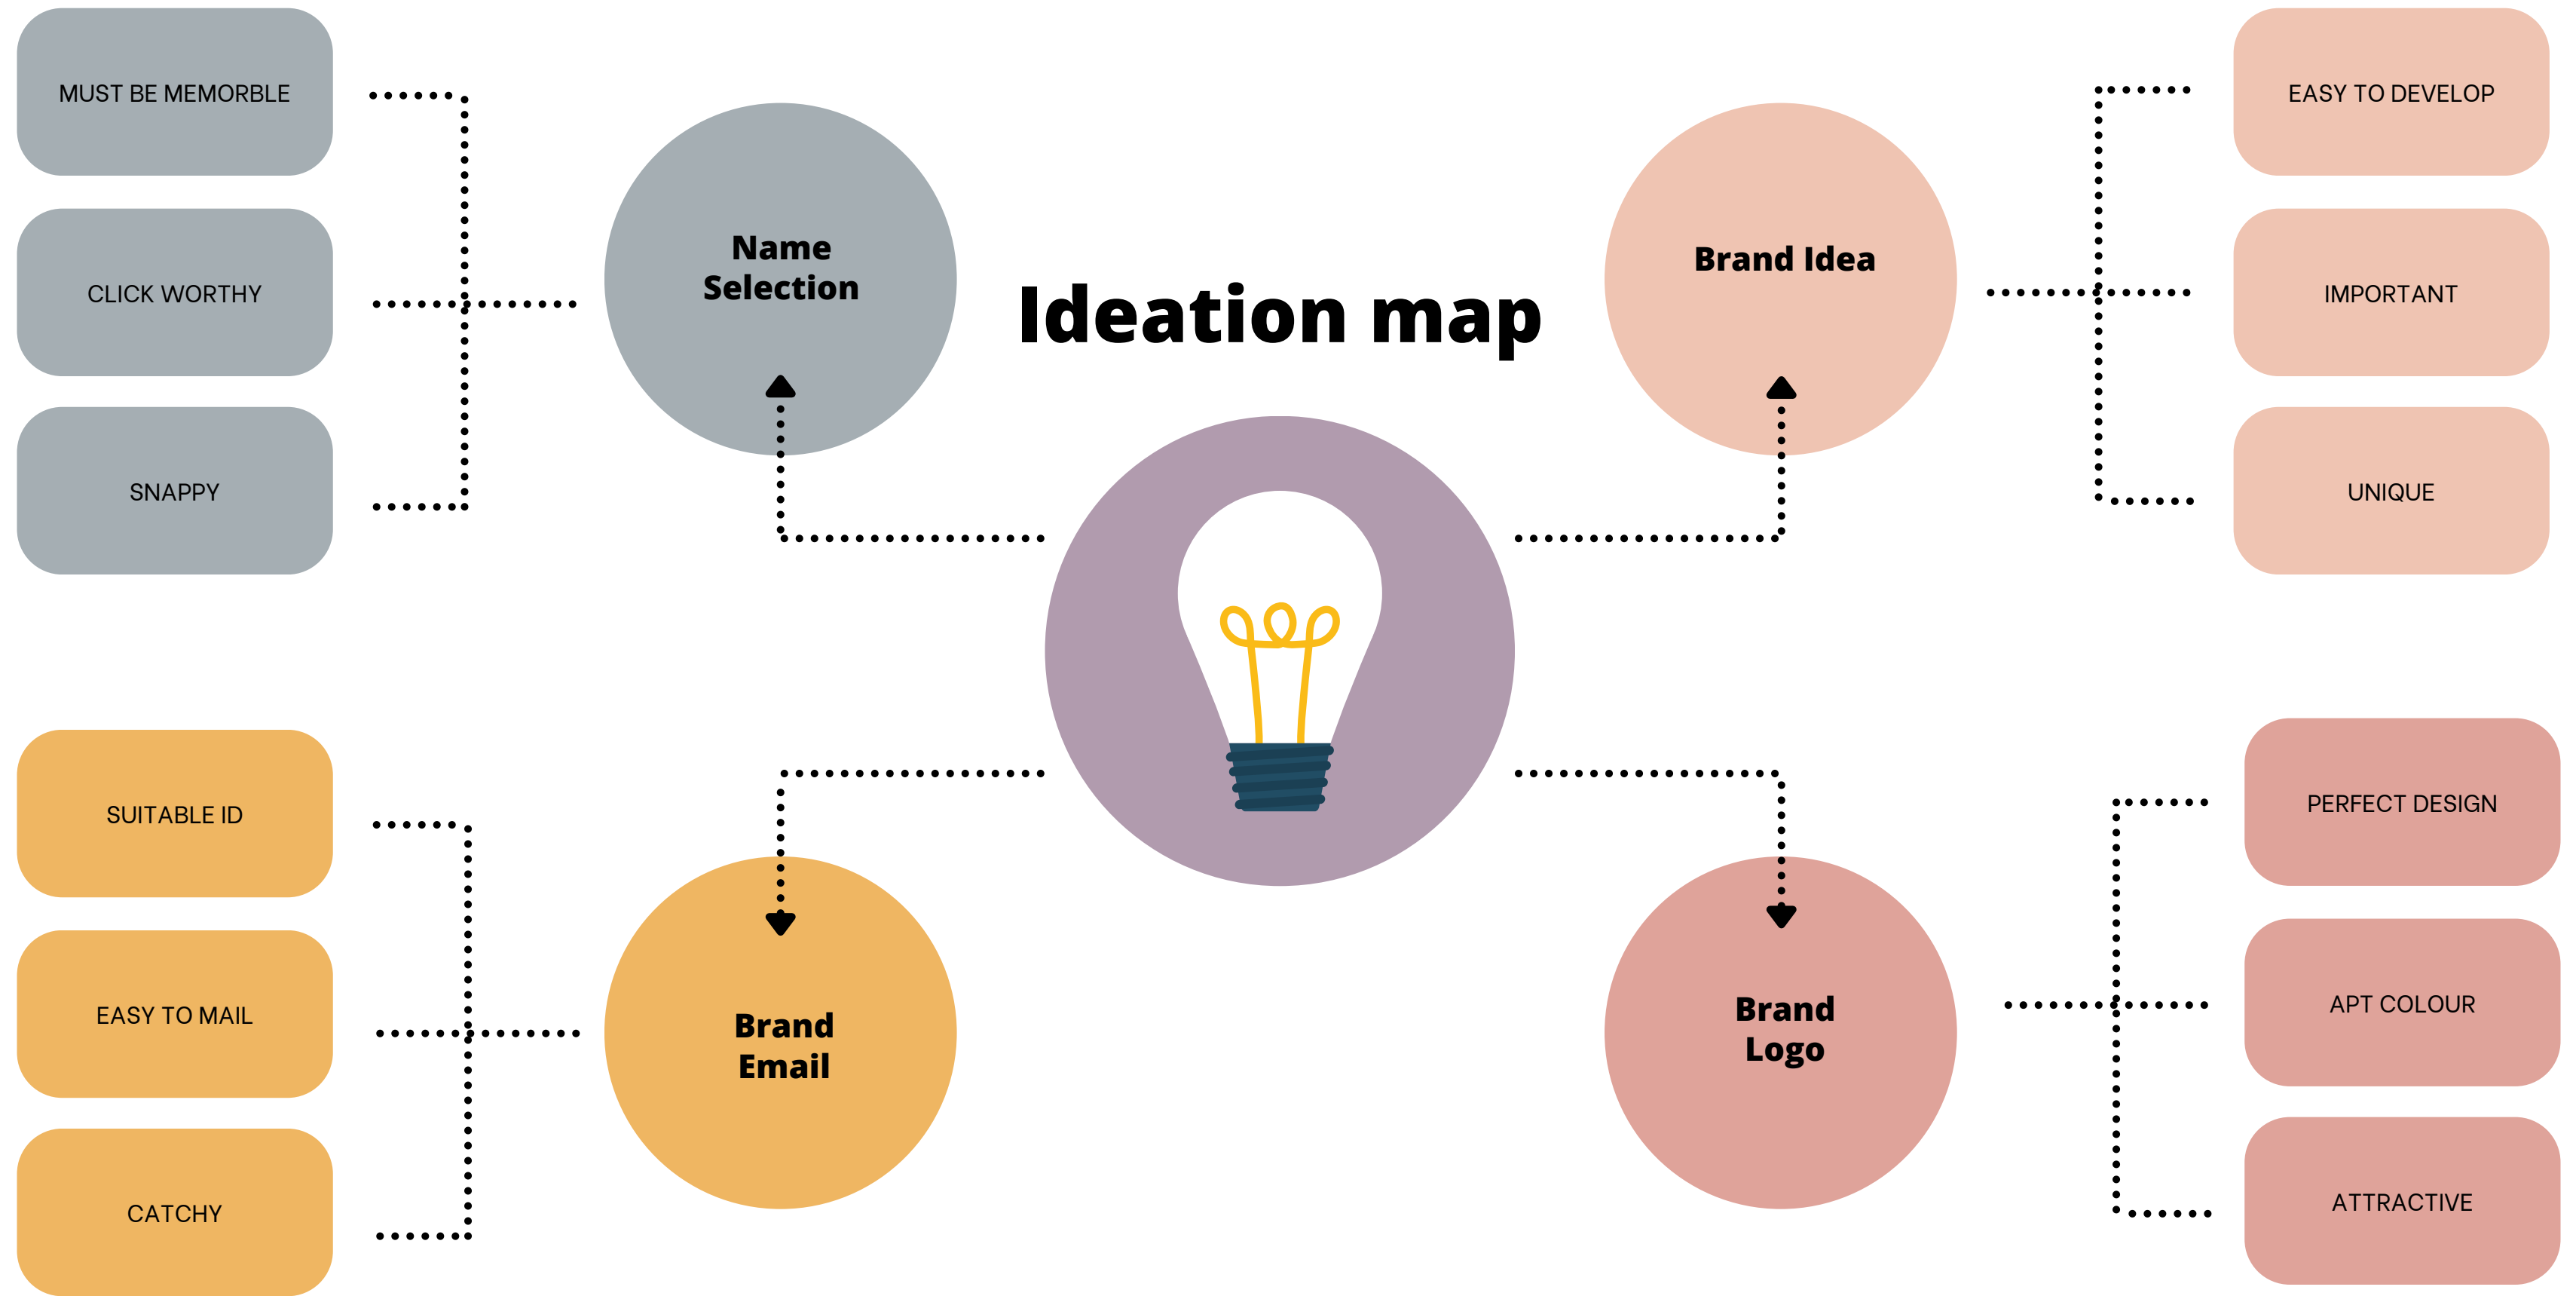 Ideation map
Name
Selection
MUST BE MEMORBLE
CLICK WORTHY
SNAPPY
Brand Idea
EASY TO DEVELOP
IMPORTANT
UNIQUE
Brand
Email
SUITABLE ID
EASY TO MAIL
CATCHY
Brand
Logo
PERFECT DESIGN
APT COLOUR
ATTRACTIVE